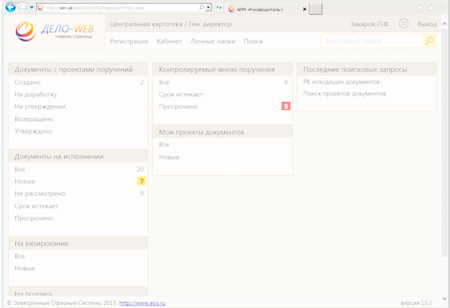 АРМ «Руководитель»
ДЕЛО-WEB
главная страница
Центральная картотека / Ген. директор
Захаров П.Ф.
Выход
Регистрация Кабинет Личные папки Поиск
Быстрый поиск
Документы с проектами поручений
Создано 2
На доработку
На утверждении
Возвращено
Утверждено
Документы на исполнении
Все 20
Новые 7
Не рассмотрено 9
Срок истекает
Просрочено
На визирование
Все
Новые
На подпись
Контролируемые мною поручения
Все 6
Срок истекает
Просрочено 5
Мои проекты документов
Все
Новые
Последние поисковые запросы
РК исходящих документов
Поиск проектов документов
© Электронные Офисные Системы 2015, http://www.eos.ru
версия 15.3